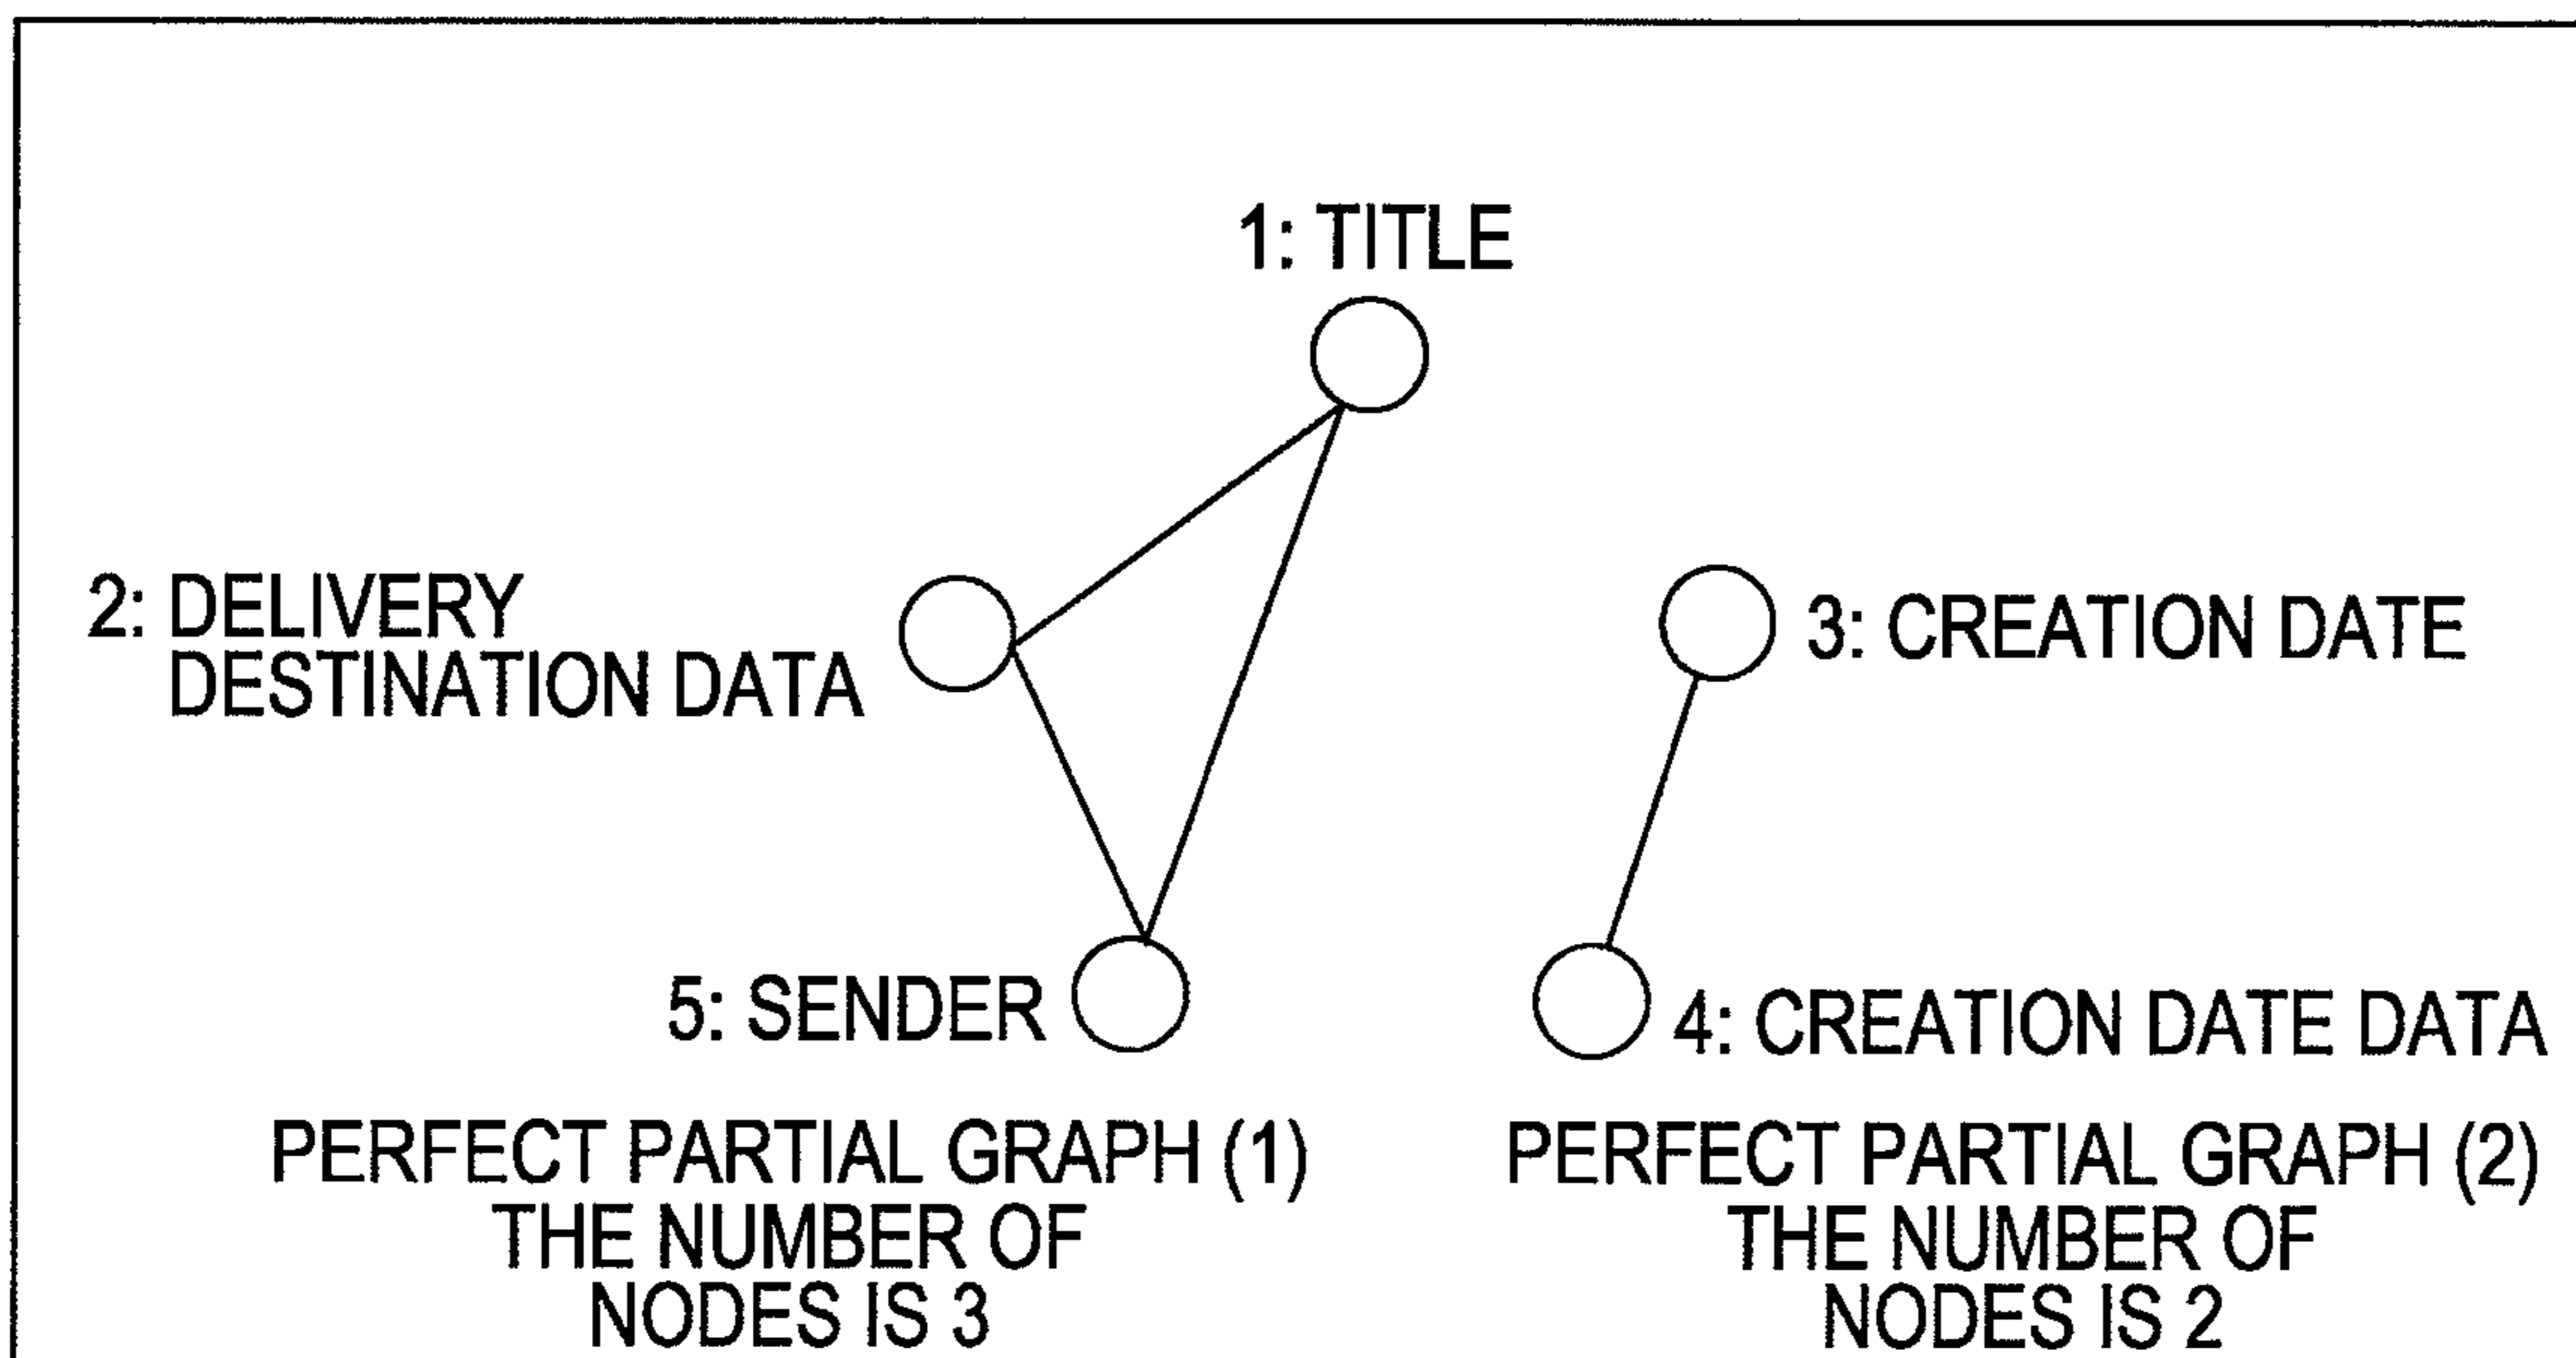 1: TITLE
2: DELIVERY
DESTINATION DATA
3: CREATION DATE
5: SENDER
4: CREATION DATE DATA
PERFECT PARTIAL GRAPH (1)
THE NUMBER OF
NODES IS 3
PERFECT PARTIAL GRAPH (2)
THE NUMBER OF
NODES IS 2